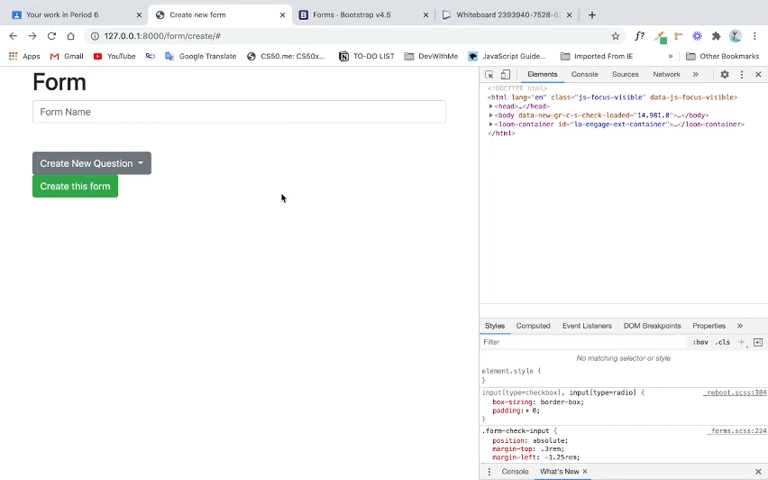 Your work in Period 6
Create new form
Forms - Bootstrap v4.5
Whiteboard 2393940-7528-0
127.0.0.1:8000/form/create/#
Apps
Gmail
YouTube
Google Translate
CS50.me: CS50x...
TO-DO LIST
DevWithMe
JavaScript Guide...
Imported From IE
»
Other Bookmarks
Form
Form Name
Create New Question
Create this form
Elements
Console
Sources
Network
»
<!DOCTYPE html>
<html lang="en" class="js-focus-visible" data-js-focus-visible>
<head>…</head>
<body data-new-gr-c-s-check-loaded="14.981.0">…</body>
<loom-container id="lo-engage-ext-container">…</loom-container>
</html>
Styles
Computed
Event Listeners
DOM Breakpoints
Properties
»
Filter
:hov .cls +
No matching selector or style
element.style {
}
input[type=checkbox], input[type=radio] {
_reboot.scss:384
box-sizing: border-box;
padding: 0;
}
.form-check-input {
_forms.scss:224
position: absolute;
margin-top: .3rem;
margin-left: -1.25rem;
Console
What's New